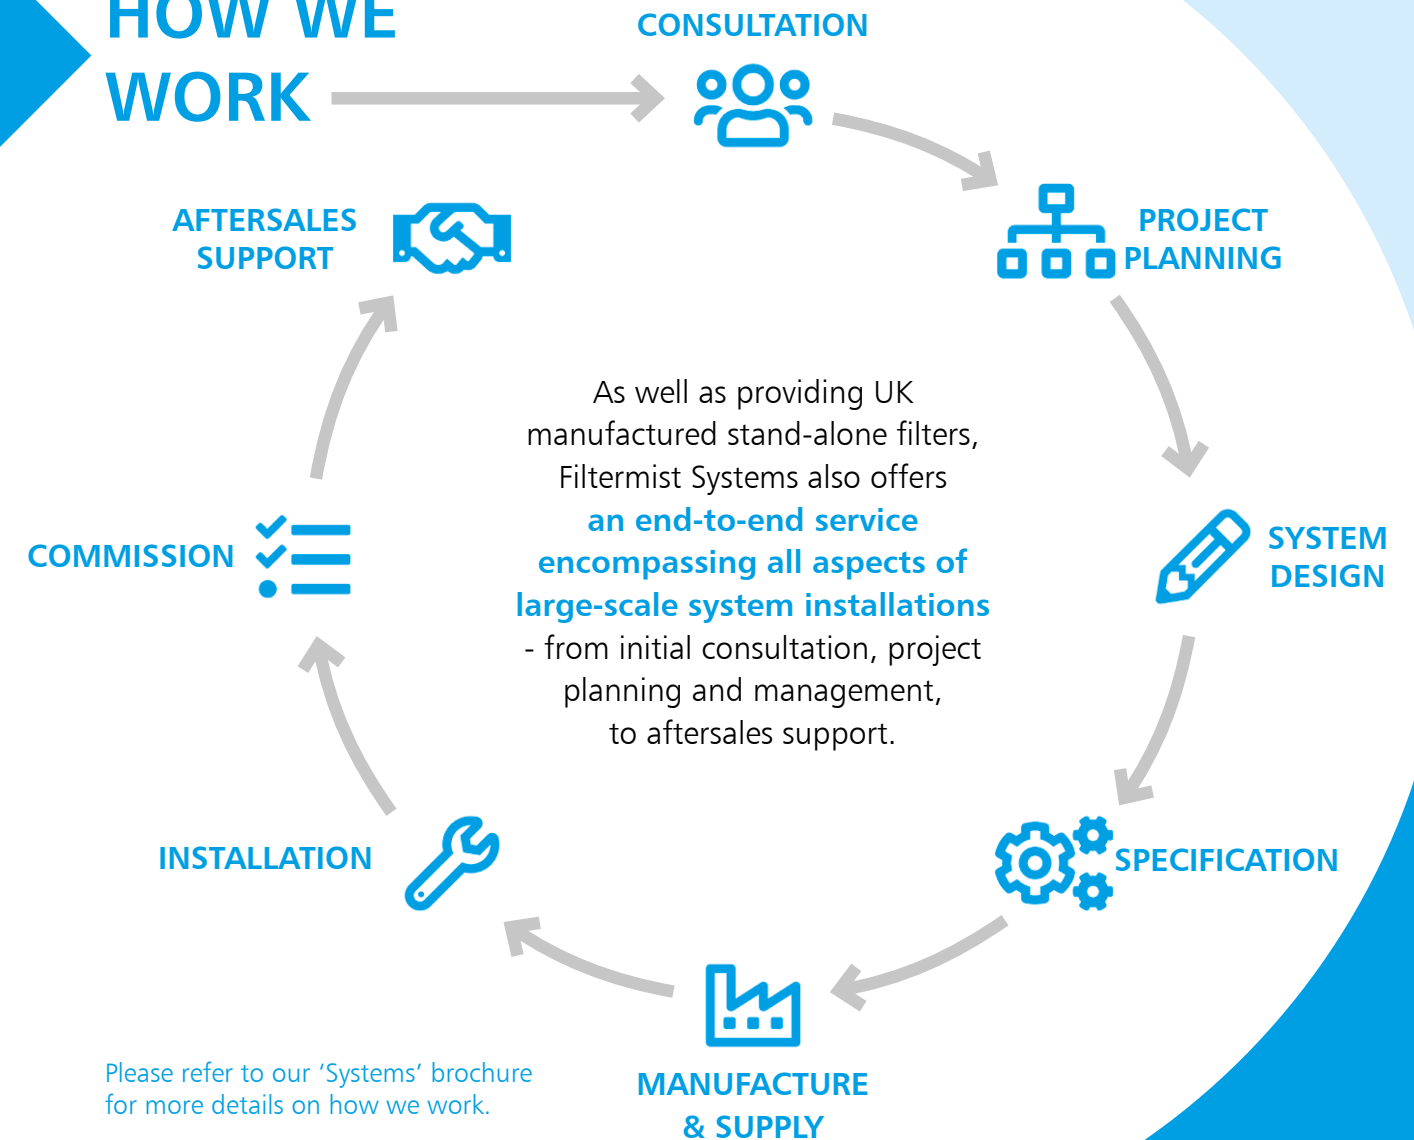 HOW WE
WORK
CONSULTATION
PROJECT
PLANNING
SYSTEM
DESIGN
SPECIFICATION
MANUFACTURE
& SUPPLY
INSTALLATION
COMMISSION
AFTERSALES
SUPPORT
As well as providing UK
manufactured stand-alone filters,
Filtermist Systems also offers
an end-to-end service
encompassing all aspects of
large-scale system installations
- from initial consultation, project
planning and management,
to aftersales support.
Please refer to our ‘Systems’ brochure
for more details on how we work.